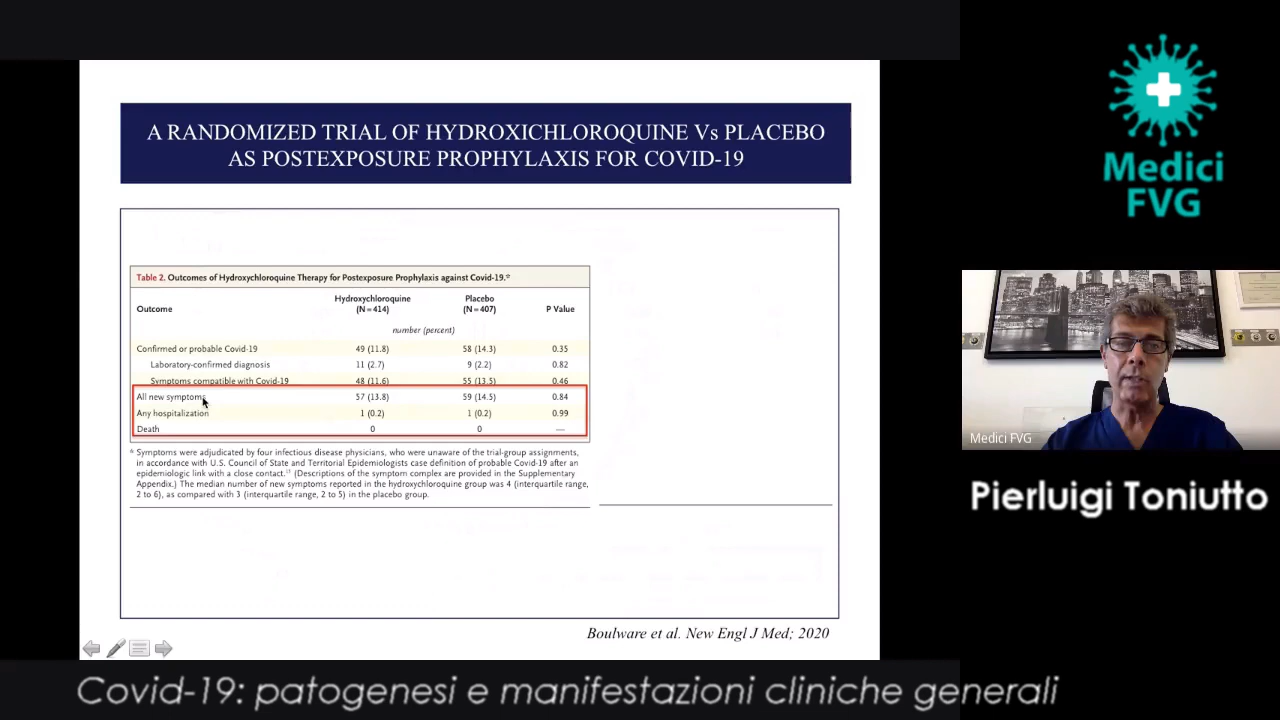 A RANDOMIZED TRIAL OF HYDROXICHLOROQUINE Vs PLACEBO
AS POSTEXPOSURE PROPHYLAXIS FOR COVID-19
Table 2. Outcomes of Hydroxychloroquine Therapy for Postexposure Prophylaxis against Covid-19.*
Outcome Hydroxychloroquine (N=414) Placebo (N=407) P Value
number (percent)
Confirmed or probable Covid-19 49 (11.8) 58 (14.3) 0.35
Laboratory-confirmed diagnosis 11 (2.7) 9 (2.2) 0.82
Symptoms compatible with Covid-19 48 (11.6) 55 (13.5) 0.46
All new symptoms 57 (13.8) 59 (14.5) 0.84
Any hospitalization 1 (0.2) 1 (0.2) 0.99
Death 0 0 —
* Symptoms were adjudicated by four infectious disease physicians, who were unaware of the trial-group assignments,
in accordance with U.S. Council of State and Territorial Epidemiologists case definition of probable Covid-19 after an
epidemiologic link with a close contact. (Descriptions of the symptom complex are provided in the Supplementary
Appendix.) The median number of new symptoms reported in the hydroxychloroquine group was 4 (interquartile range,
2 to 6), as compared with 3 (interquartile range, 2 to 5) in the placebo group.
Boulware et al. New Engl J Med; 2020
Medici
FVG
Medici FVG
Pierluigi Toniutto
Covid-19: patogenesi e manifestazioni cliniche generali